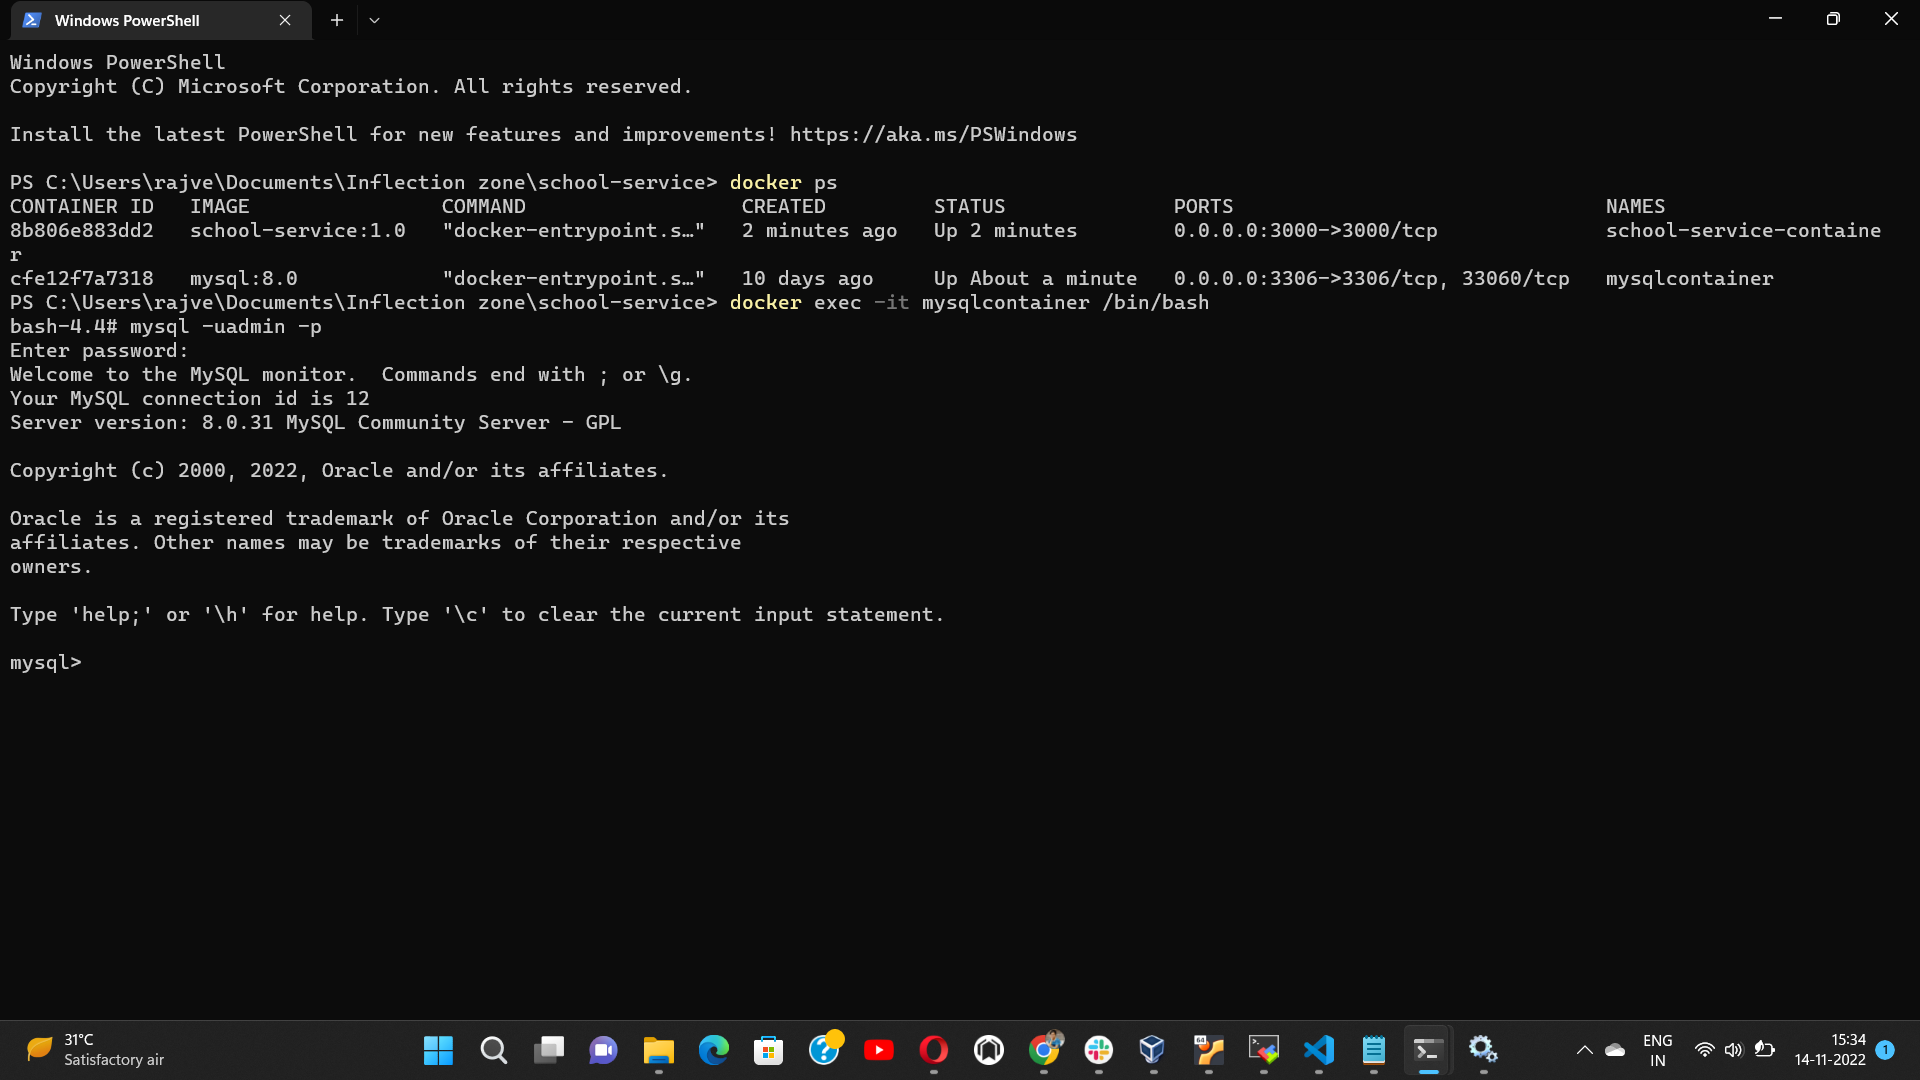 Windows PowerShell
Windows PowerShell
Copyright (C) Microsoft Corporation. All rights reserved.
Install the latest PowerShell for new features and improvements! https://aka.ms/PSWindows
PS C:\Users\rajve\Documents\Inflection zone\school-service> docker ps
CONTAINER ID   IMAGE                COMMAND                  CREATED         STATUS              PORTS                               NAMES
8b806e883dd2   school-service:1.0   "docker-entrypoint.s…"   2 minutes ago   Up 2 minutes        0.0.0.0:3000->3000/tcp              school-service-containe
r
cfe12f7a7318   mysql:8.0            "docker-entrypoint.s…"   10 days ago     Up About a minute   0.0.0.0:3306->3306/tcp, 33060/tcp   mysqlcontainer
PS C:\Users\rajve\Documents\Inflection zone\school-service> docker exec -it mysqlcontainer /bin/bash
bash-4.4# mysql -uadmin -p
Enter password:
Welcome to the MySQL monitor.  Commands end with ; or \g.
Your MySQL connection id is 12
Server version: 8.0.31 MySQL Community Server - GPL
Copyright (c) 2000, 2022, Oracle and/or its affiliates.
Oracle is a registered trademark of Oracle Corporation and/or its
affiliates. Other names may be trademarks of their respective
owners.
Type 'help;' or '\h' for help. Type '\c' to clear the current input statement.
mysql>
31°C
Satisfactory air
64
ENG
IN
15:34
14-11-2022
1